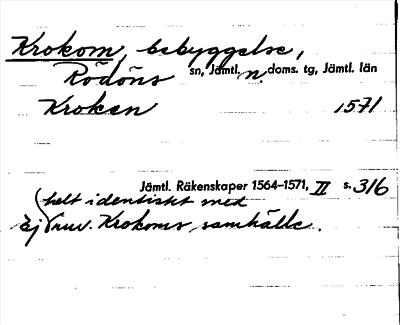 Krokom, bebyggelse,
Rödöns sn, Jämtl. n. doms. tg, Jämtl. län
Kroken 1571
Jämtl. Räkenskaper 1564–1571, II s. 316
(helt identiskt med
Ej nuv. Krokoms samhälle.